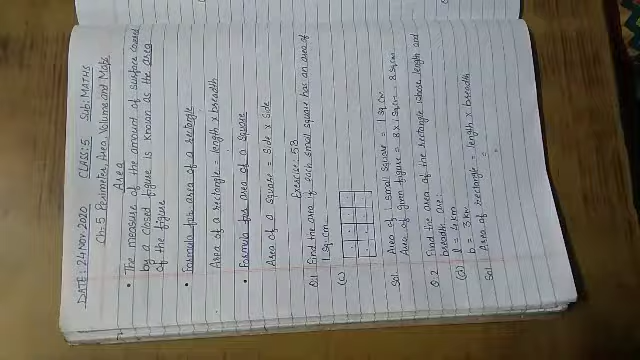 DATE: 24 NOV. 2020 CLASS: 5 Sub: MATHS
Ch-5 Perimeter, Area, Volume and Maps
Area
• The measure of the amount of surface covered
by a closed figure is known as the area
of the figure
• Formula for area of a rectangle
Area of a rectangle = length x breadth
• Formula for area of a square
Area of a square = side x side
Exercise-5B
Q.1 Find the area if each small square has an area of
1 sq.cm.
Sol Area of 1 small square = 1 sq cm
Area of given figure = 8 x 1 sq.cm = 8 sq.cm
Q.2 Find the area of the rectangle whose length and
breadth are:
l = 4 km
b = 3 km
Sol Area of rectangle = length x breadth
=